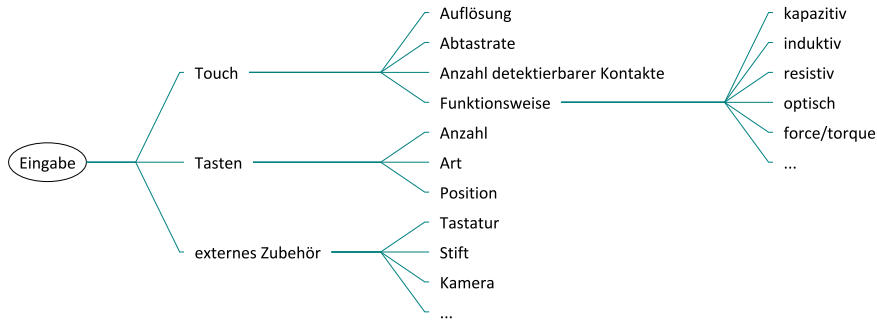 Eingabe
Touch
Auflösung
Abtastrate
Anzahl detektierbarer Kontakte
Funktionsweise
kapazitiv
induktiv
resistiv
optisch
force/torque
...
Tasten
Anzahl
Art
Position
externes Zubehör
Tastatur
Stift
Kamera
...